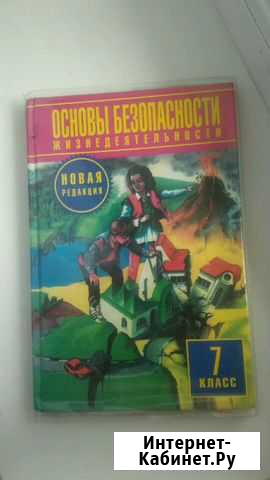 ОСНОВЫ БЕЗОПАСНОСТИ
ЖИЗНЕДЕЯТЕЛЬНОСТИ
НОВАЯ
РЕДАКЦИЯ
7
КЛАСС
Интернет-
Кабинет.Ру